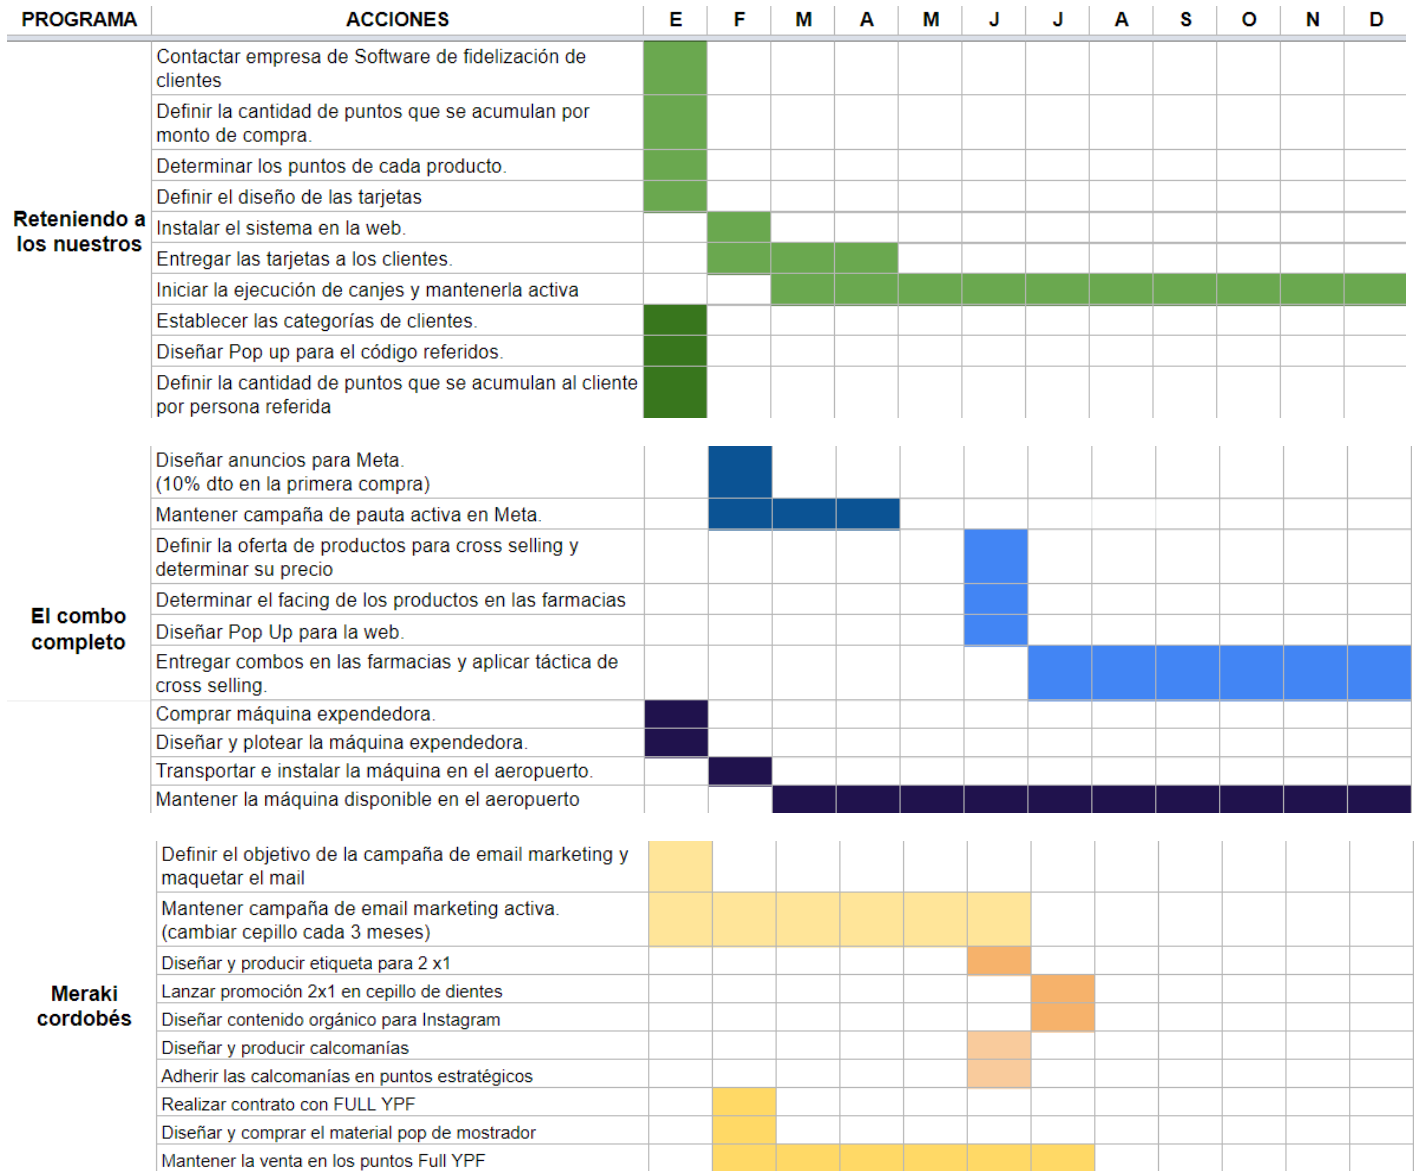 PROGRAMA ACCIONES E F M A M J J A S O N D
Contactar empresa de Software de fidelización de
clientes
Definir la cantidad de puntos que se acumulan por
monto de compra.
Determinar los puntos de cada producto.
Definir el diseño de las tarjetas
Reteniendo a
los nuestros
Instalar el sistema en la web.
Entregar las tarjetas a los clientes.
Iniciar la ejecución de canjes y mantenerla activa
Establecer las categorías de clientes.
Diseñar Pop up para el código referidos.
Definir la cantidad de puntos que se acumulan al cliente
por persona referida
Diseñar anuncios para Meta.
(10% dto en la primera compra)
Mantener campaña de pauta activa en Meta.
Definir la oferta de productos para cross selling y
determinar su precio
Determinar el facing de los productos en las farmacias
El combo
completo
Diseñar Pop Up para la web.
Entregar combos en las farmacias y aplicar táctica de
cross selling.
Comprar máquina expendedora.
Diseñar y plotear la máquina expendedora.
Transportar e instalar la máquina en el aeropuerto.
Mantener la máquina disponible en el aeropuerto
Definir el objetivo de la campaña de email marketing y
maquetar el mail
Mantener campaña de email marketing activa.
(cambiar cepillo cada 3 meses)
Diseñar y producir etiqueta para 2 x1
Meraki
cordobés
Lanzar promoción 2x1 en cepillo de dientes
Diseñar contenido orgánico para Instagram
Diseñar y producir calcomanías
Adherir las calcomanías en puntos estratégicos
Realizar contrato con FULL YPF
Diseñar y comprar el material pop de mostrador
Mantener la venta en los puntos Full YPF